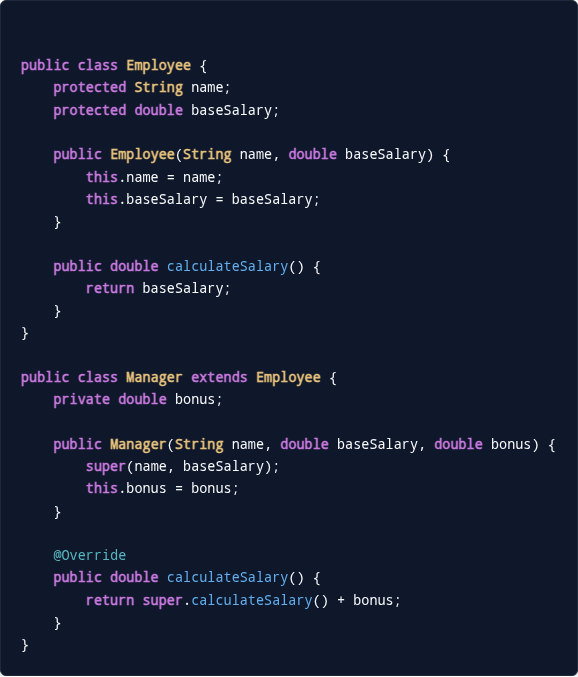 public class Employee {
    protected String name;
    protected double baseSalary;

    public Employee(String name, double baseSalary) {
        this.name = name;
        this.baseSalary = baseSalary;
    }

    public double calculateSalary() {
        return baseSalary;
    }
}

public class Manager extends Employee {
    private double bonus;

    public Manager(String name, double baseSalary, double bonus) {
        super(name, baseSalary);
        this.bonus = bonus;
    }

    @Override
    public double calculateSalary() {
        return super.calculateSalary() + bonus;
    }
}